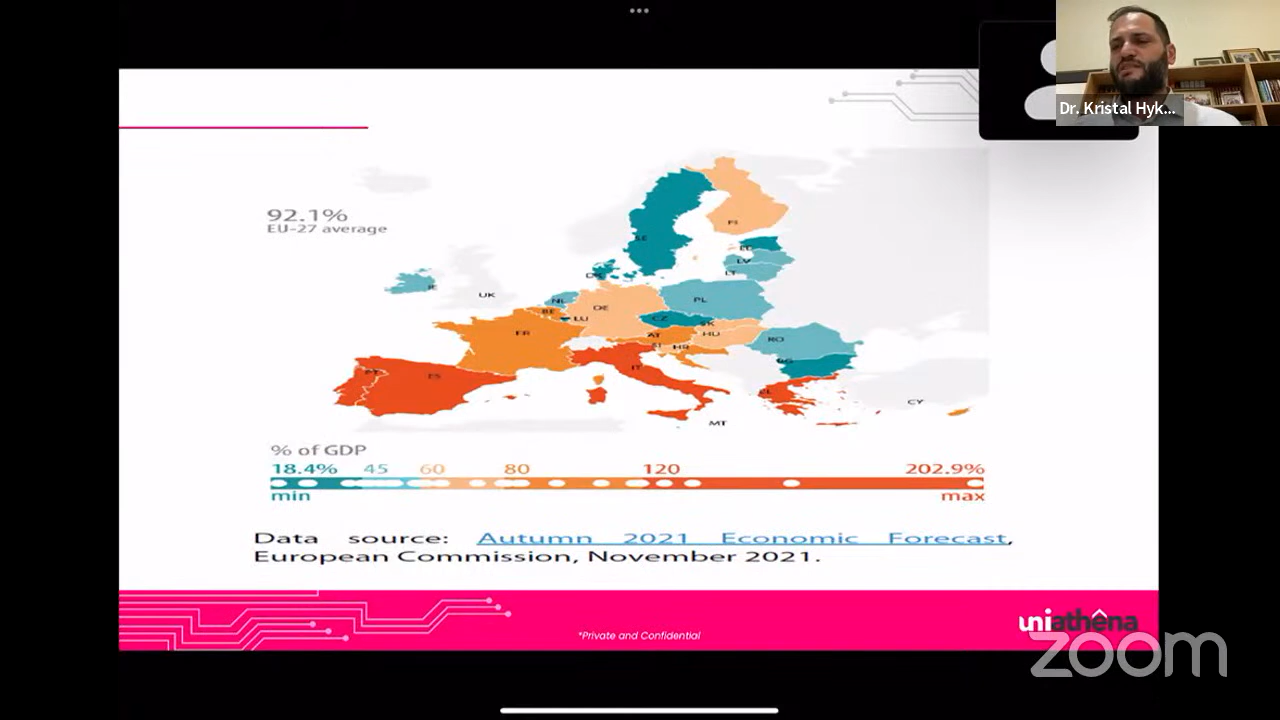 Dr. Kristal Hyk...
92.1%
EU-27 average
FI
SE
EE
LV
LT
DK
IE
UK
NL
BE
DE
PL
LU
CZ
SK
FR
AT
HU
SI
HR
RO
PT
ES
IT
BG
EL
CY
MT
% of GDP
18.4% 45 60 80 120 202.9%
min max
Data source: Autumn 2021 Economic Forecast,
European Commission, November 2021.
*Private and Confidential
uniathena
zoom